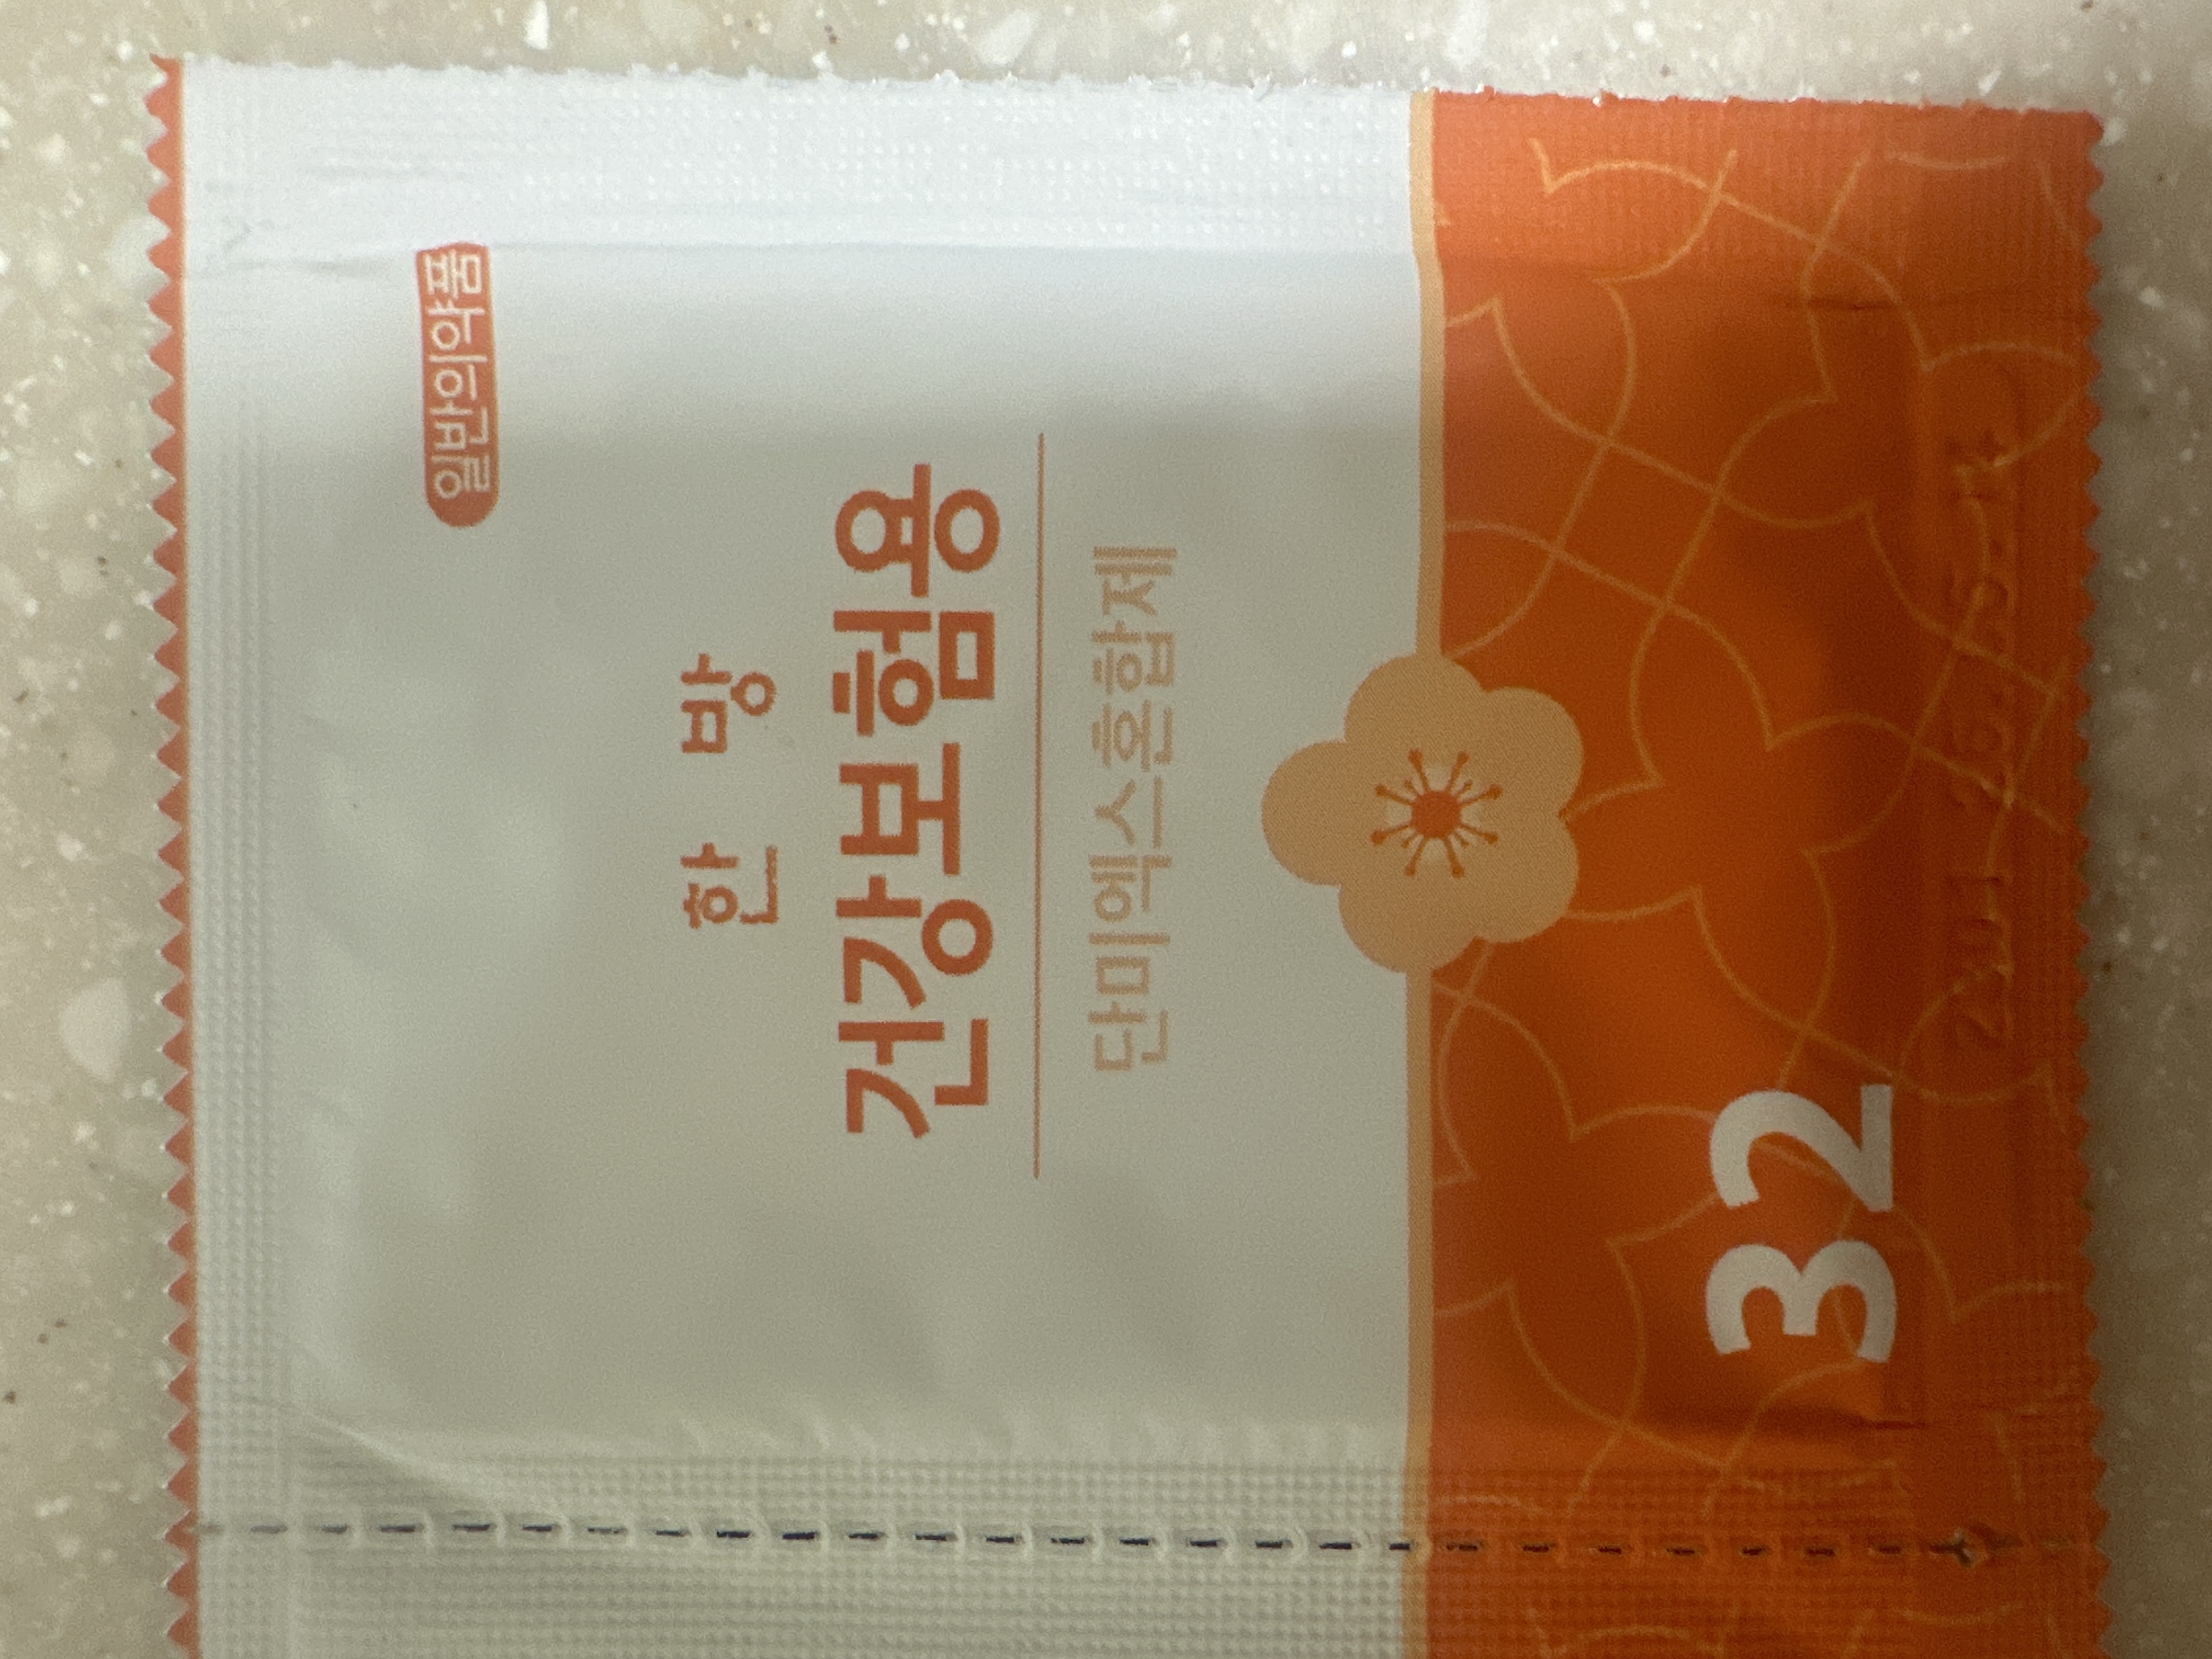 일반의약품
한 방
건강보험용
단미엑스혼합제
32